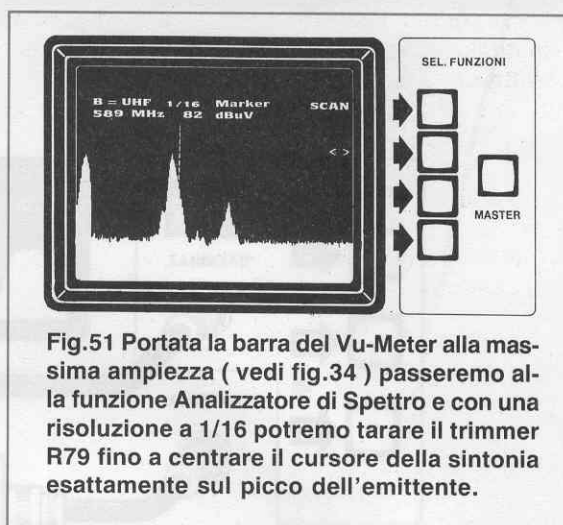 SEL. FUNZIONI
B = UHF 1/16 Marker SCAN
589 MHz 82 dBuV
< >
MASTER
Fig.51 Portata la barra del Vu-Meter alla mas-
sima ampiezza ( vedi fig.34 ) passeremo al-
la funzione Analizzatore di Spettro e con una
risoluzione a 1/16 potremo tarare il trimmer
R79 fino a centrare il cursore della sintonia
esattamente sul picco dell'emittente.